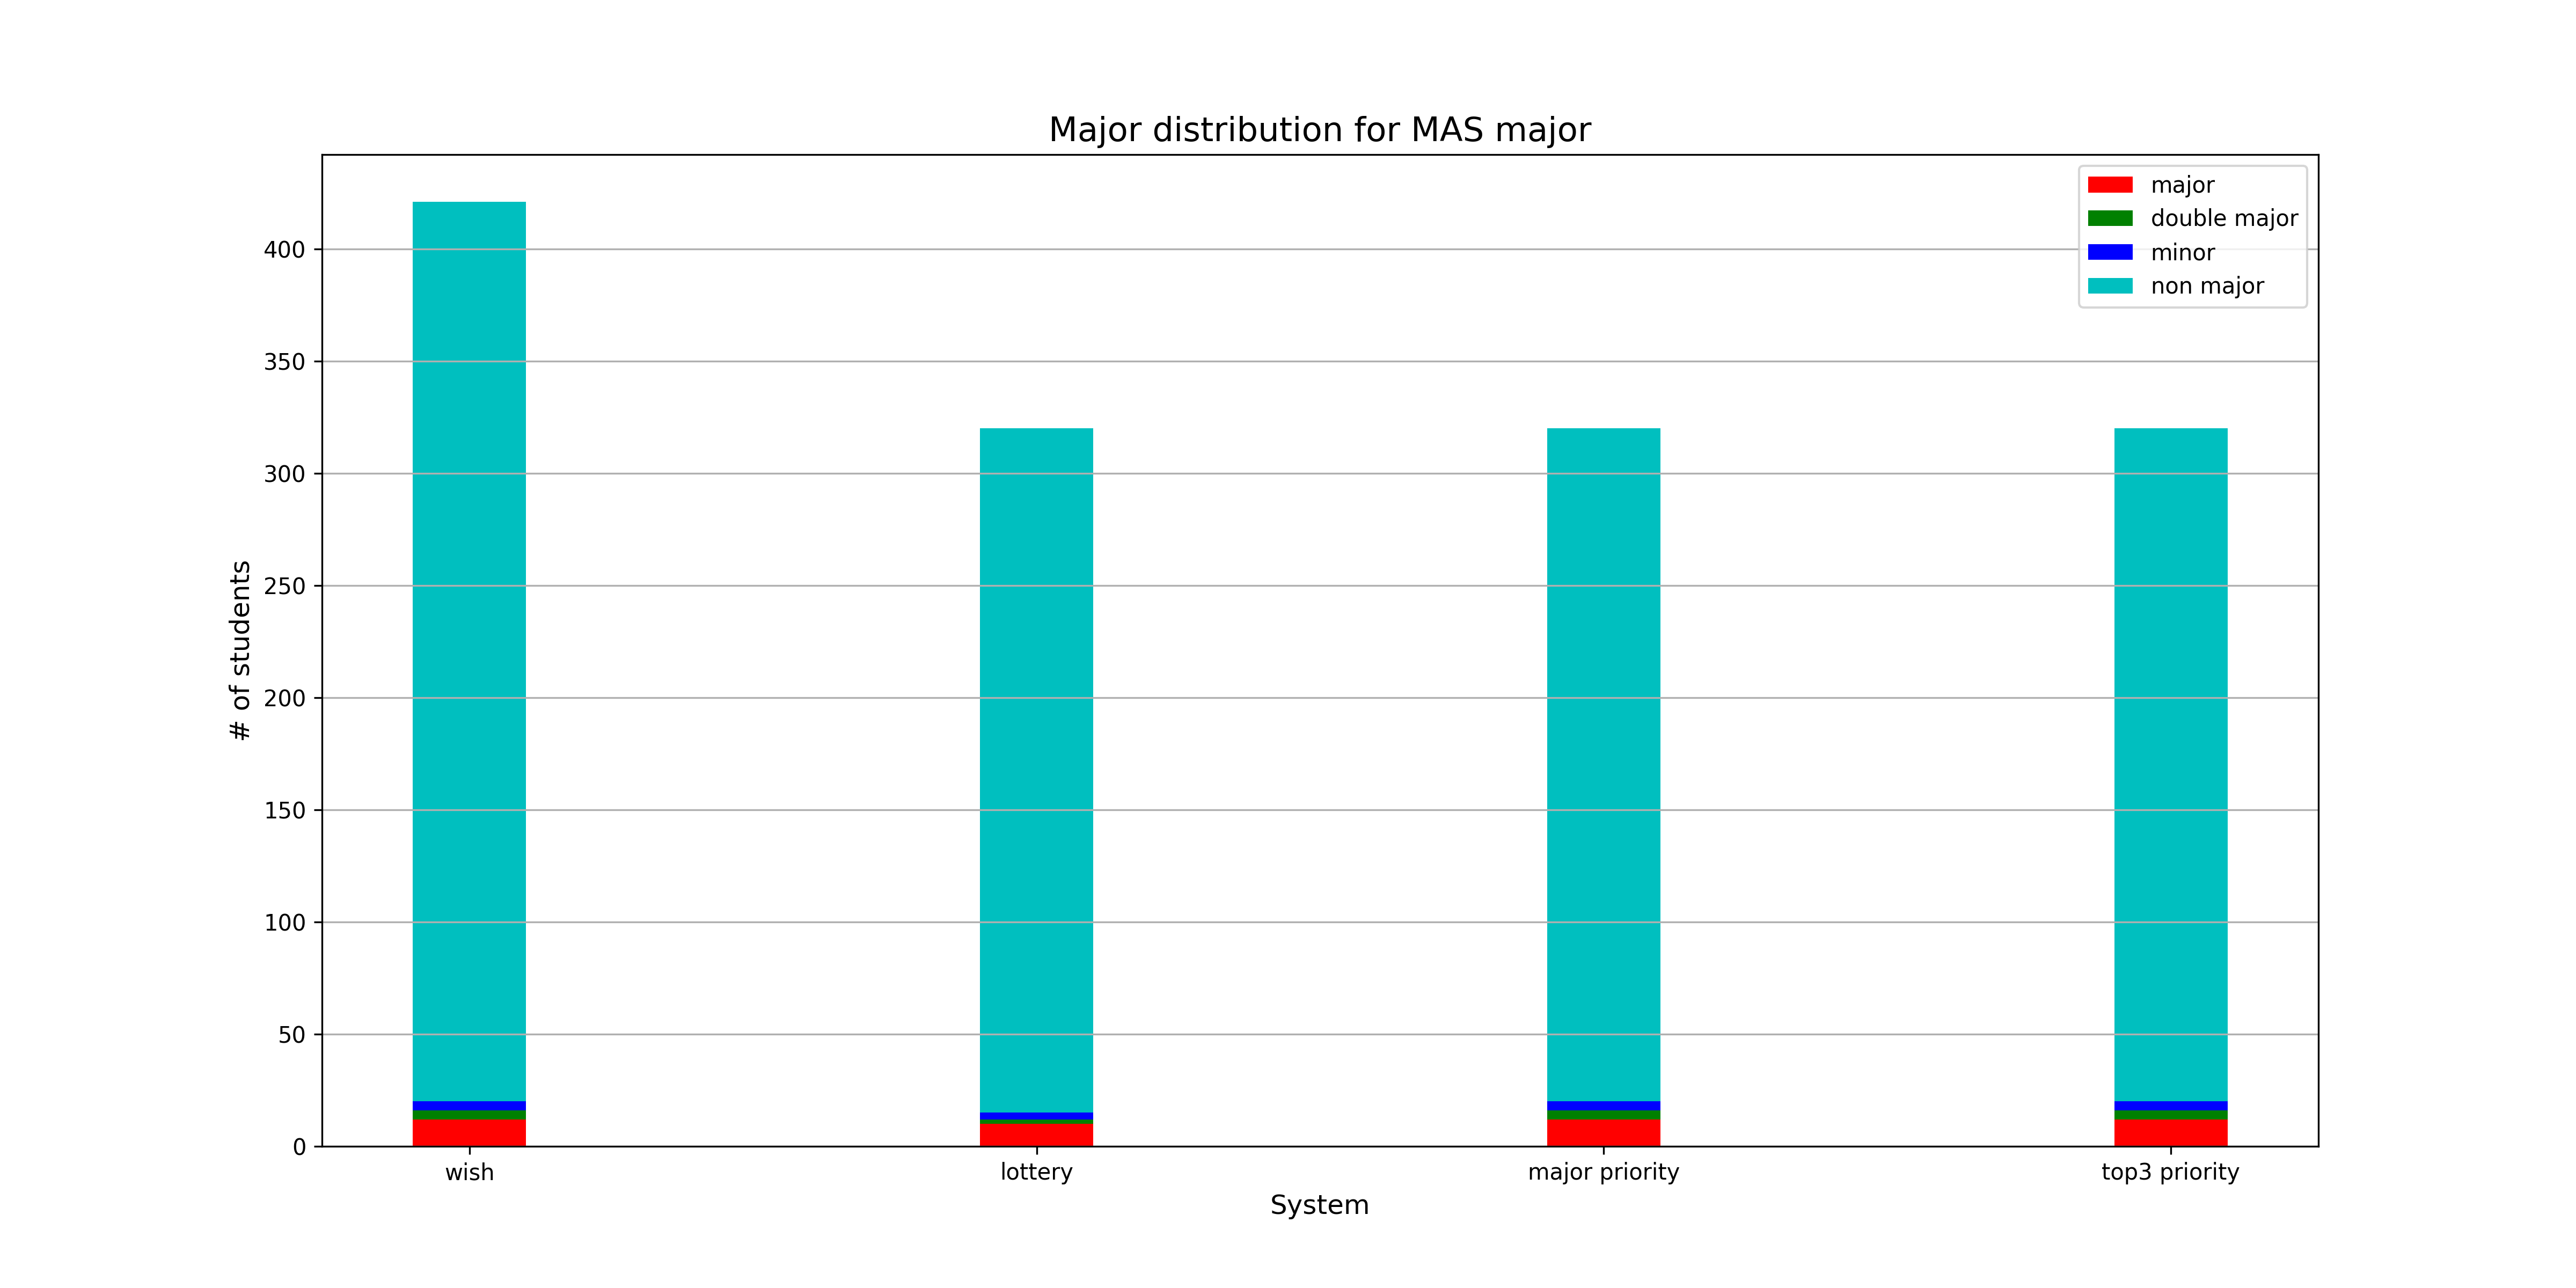 Major distribution for MAS major
major
double major
minor
non major
# of students
400
350
300
250
200
150
100
50
0
wish
lottery
major priority
top3 priority
System